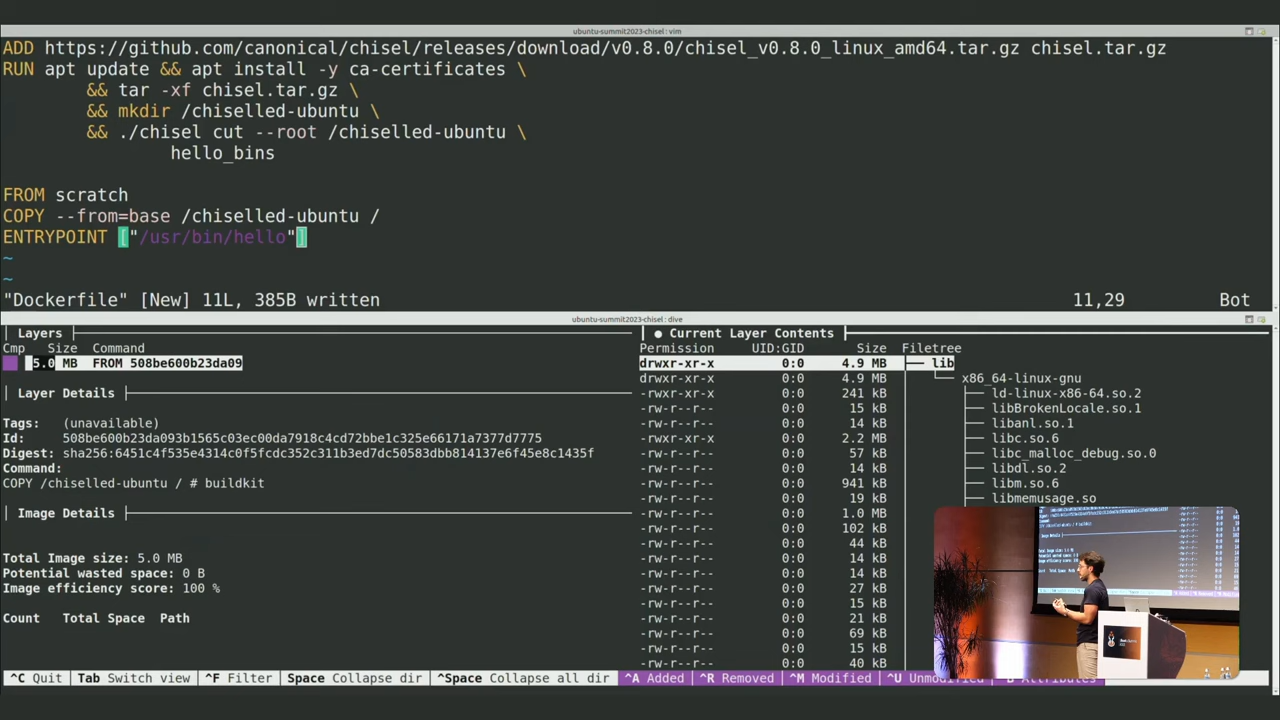 ubuntu-summit2023-chisel : vim
ADD https://github.com/canonical/chisel/releases/download/v0.8.0/chisel_v0.8.0_linux_amd64.tar.gz chisel.tar.gz
RUN apt update && apt install -y ca-certificates \
&& tar -xf chisel.tar.gz \
&& mkdir /chiselled-ubuntu \
&& ./chisel cut --root /chiselled-ubuntu \
hello_bins
FROM scratch
COPY --from=base /chiselled-ubuntu /
ENTRYPOINT ["/usr/bin/hello"]
~
~
"Dockerfile" [New] 11L, 385B written 11,29 Bot
ubuntu-summit2023-chisel : dive
│ Layers ├
Cmp Size Command
5.0 MB FROM 508be600b23da09
│ Layer Details ├
Tags: (unavailable)
Id: 508be600b23da093b1565c03ec00da7918c4cd72bbe1c325e66171a7377d7775
Digest: sha256:6451c4f535e4314c0f5fcdc352c311b3ed7dc50583dbb814137e6f45e8c1435f
Command:
COPY /chiselled-ubuntu / # buildkit
│ Image Details ├
Total Image size: 5.0 MB
Potential wasted space: 0 B
Image efficiency score: 100 %
Count Total Space Path
│ ● Current Layer Contents ├
Permission UID:GID Size Filetree
drwxr-xr-x 0:0 4.9 MB ├── lib
drwxr-xr-x 0:0 4.9 MB └── x86_64-linux-gnu
-rwxr-xr-x 0:0 241 kB ├── ld-linux-x86-64.so.2
-rw-r--r-- 0:0 15 kB ├── libBrokenLocale.so.1
-rw-r--r-- 0:0 14 kB ├── libanl.so.1
-rwxr-xr-x 0:0 2.2 MB ├── libc.so.6
-rw-r--r-- 0:0 57 kB ├── libc_malloc_debug.so.0
-rw-r--r-- 0:0 14 kB ├── libdl.so.2
-rw-r--r-- 0:0 941 kB ├── libm.so.6
-rw-r--r-- 0:0 19 kB ├── libmemusage.so
-rw-r--r-- 0:0 1.0 MB
-rw-r--r-- 0:0 102 kB
-rw-r--r-- 0:0 44 kB
-rw-r--r-- 0:0 14 kB
-rw-r--r-- 0:0 14 kB
-rw-r--r-- 0:0 27 kB
-rw-r--r-- 0:0 15 kB
-rw-r--r-- 0:0 21 kB
-rw-r--r-- 0:0 69 kB
-rw-r--r-- 0:0 15 kB
-rw-r--r-- 0:0 40 kB
^C Quit │ Tab Switch view │ ^F Filter │ Space Collapse dir │ ^Space Collapse all dir │ ^A Added │ ^R Removed │ ^M Modified │ ^U Unmodified │ Attributes